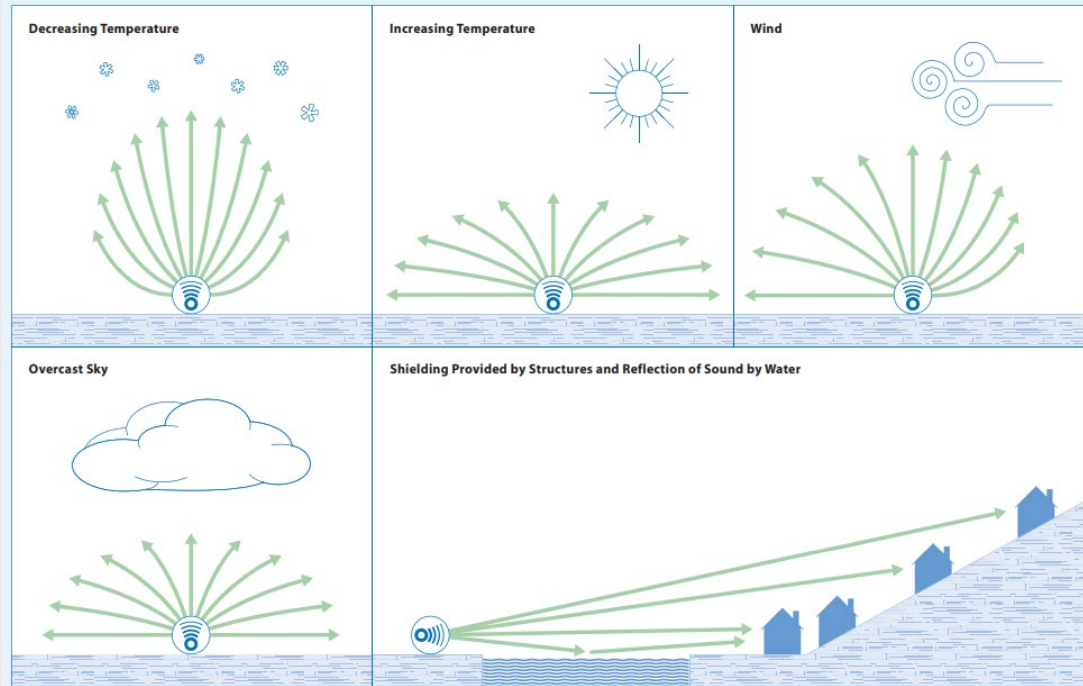 Decreasing Temperature
Increasing Temperature
Wind
Overcast Sky
Shielding Provided by Structures and Reflection of Sound by Water